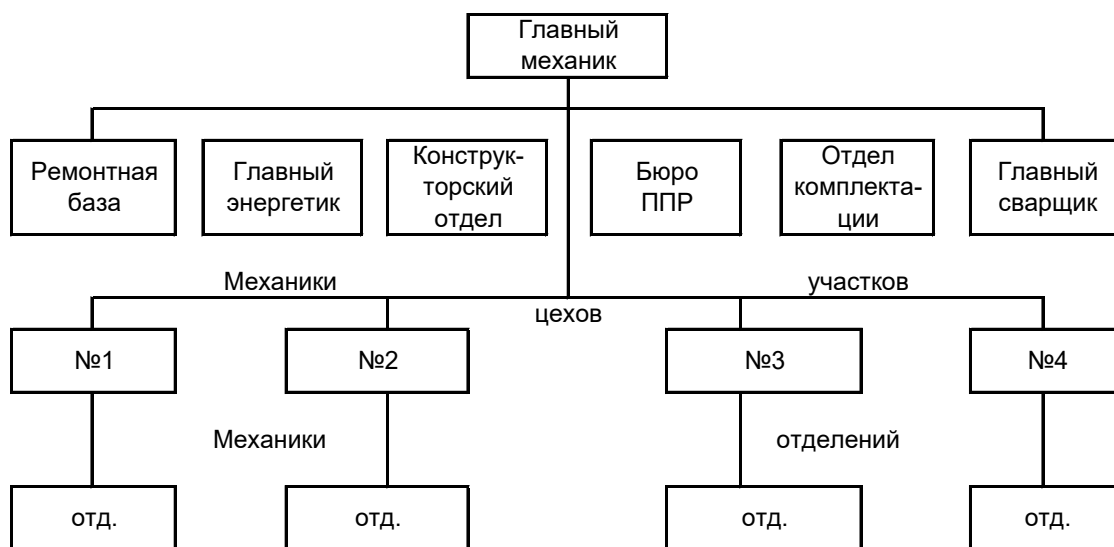 Главный
механик
Ремонтная
база
Главный
энергетик
Конструк-
торский
отдел
Бюро
ППР
Отдел
комплекта-
ции
Главный
сварщик
Механики
участков
цехов
№1
№2
№3
№4
Механики
отделений
отд.
отд.
отд.
отд.